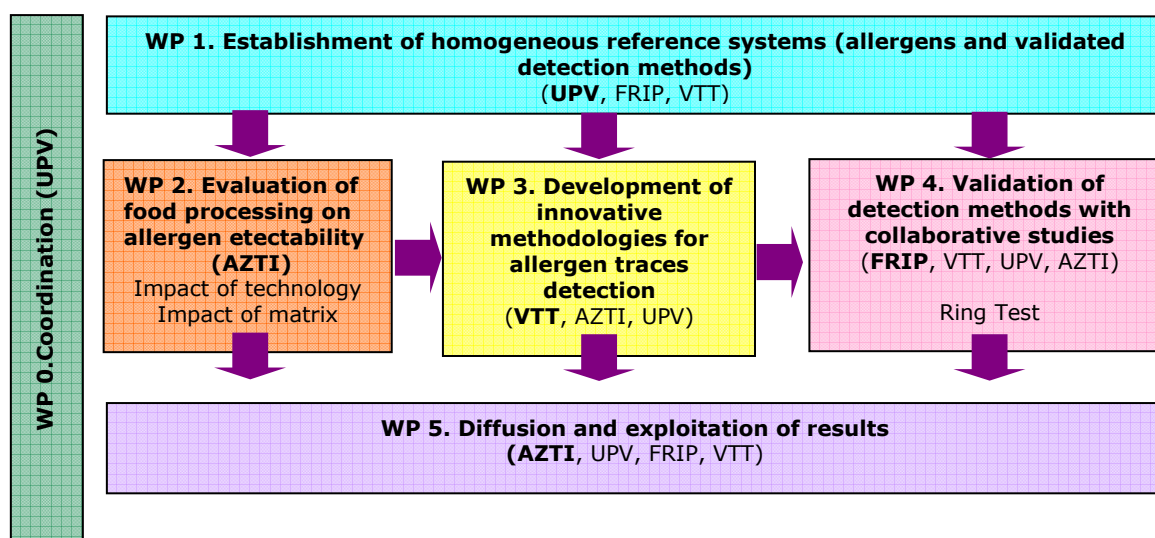 WP 0.Coordination (UPV)
WP 1. Establishment of homogeneous reference systems (allergens and validated
detection methods)
(UPV, FRIP, VTT)
WP 2. Evaluation of
food processing on
allergen etectability
(AZTI)
Impact of technology
Impact of matrix
WP 3. Development of
innovative
methodologies for
allergen traces
detection
(VTT, AZTI, UPV)
WP 4. Validation of
detection methods with
collaborative studies
(FRIP, VTT, UPV, AZTI)
Ring Test
WP 5. Diffusion and exploitation of results
(AZTI, UPV, FRIP, VTT)